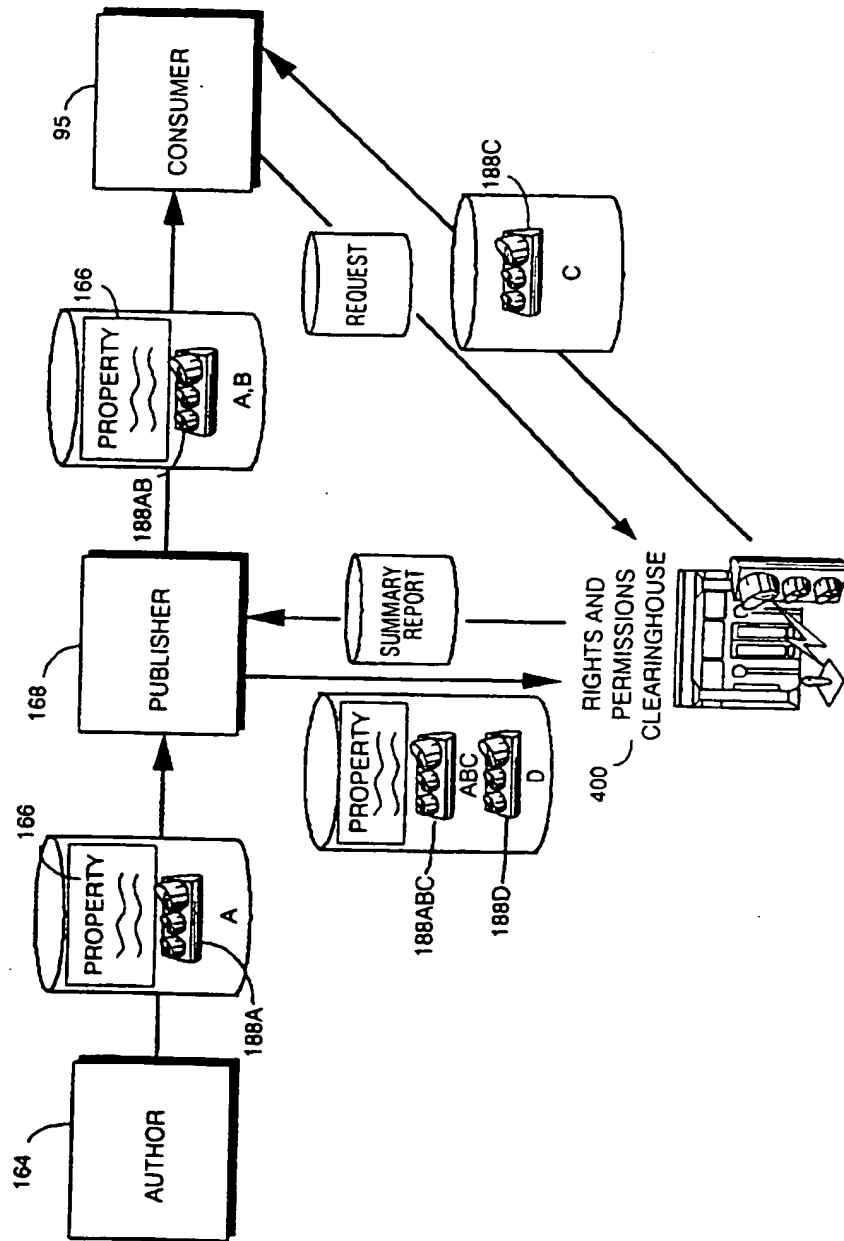 164
AUTHOR
166
PROPERTY
A
188A
168
PUBLISHER
166
PROPERTY
188AB
A,B
95
CONSUMER
PROPERTY
188ABC
ABC
188D
D
SUMMARY
REPORT
REQUEST
188C
C
400
RIGHTS AND
PERMISSIONS
CLEARINGHOUSE